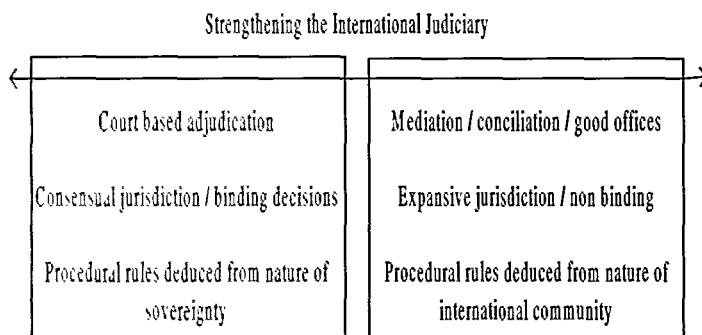 Strengthening the International Judiciary
Court based adjudication
Consensual jurisdiction / binding decisions
Procedural rules deduced from nature of
sovereignty
Mediation / conciliation / good offices
Expansive jurisdiction / non binding
Procedural rules deduced from nature of
international community